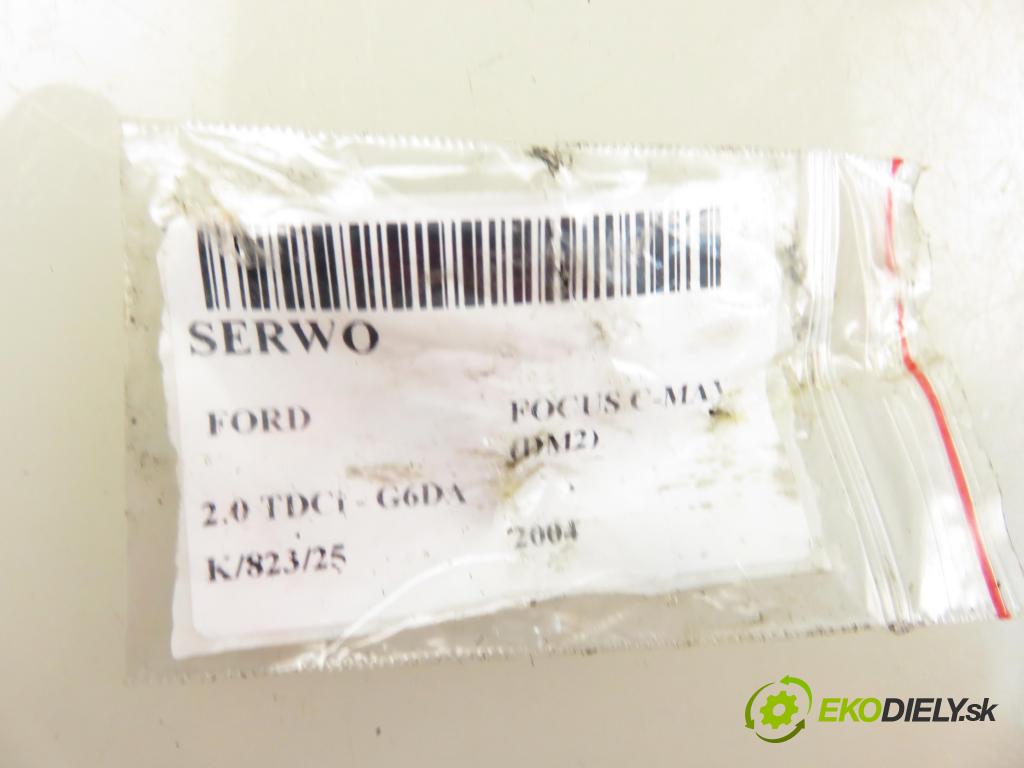 SERWO
FORD
FOCUS C-MAX
(DM2)
2.0 TDCi - G6DA
2004
K/823/25
EKODIELY.sk